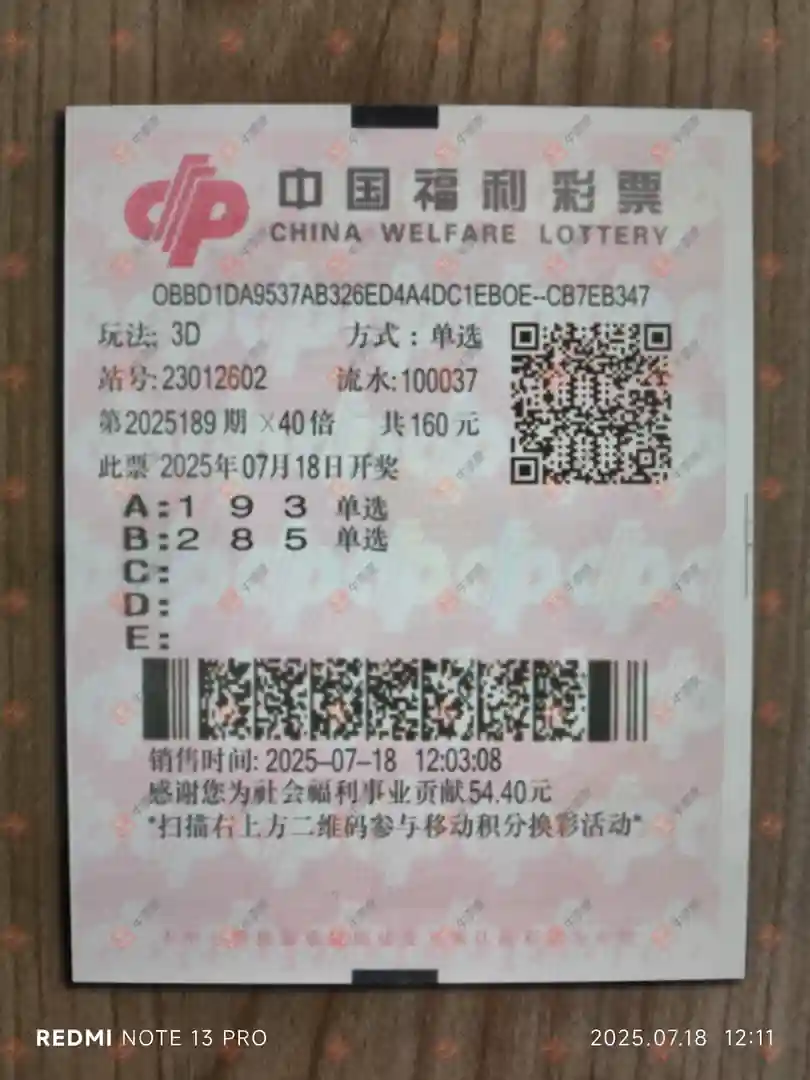 中国福利彩票
CHINA WELFARE LOTTERY
OBBD1DA9537AB326ED4A4DC1EBOE--CB7EB347
玩法: 3D 方式：单选
站号:23012602 流水:100037
第2025189期 ×40倍 共160元
此票 2025年07月18日开奖
A:1 9 3 单选
B:2 8 5 单选
C:
D:
E:
销售时间: 2025-07-18 12:03:08
感谢您为社会福利事业贡献54.40元
*扫描右上方二维码参与移动积分换彩活动*
REDMI NOTE 13 PRO
2025.07.18 12:11